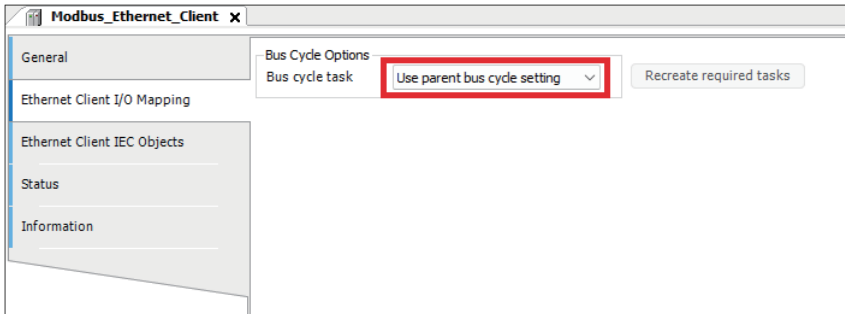 Modbus_Ethernet_Client X
General
Ethernet Client I/O Mapping
Ethernet Client IEC Objects
Status
Information
Bus Cycle Options
Bus cycle task
Use parent bus cycle setting
Recreate required tasks